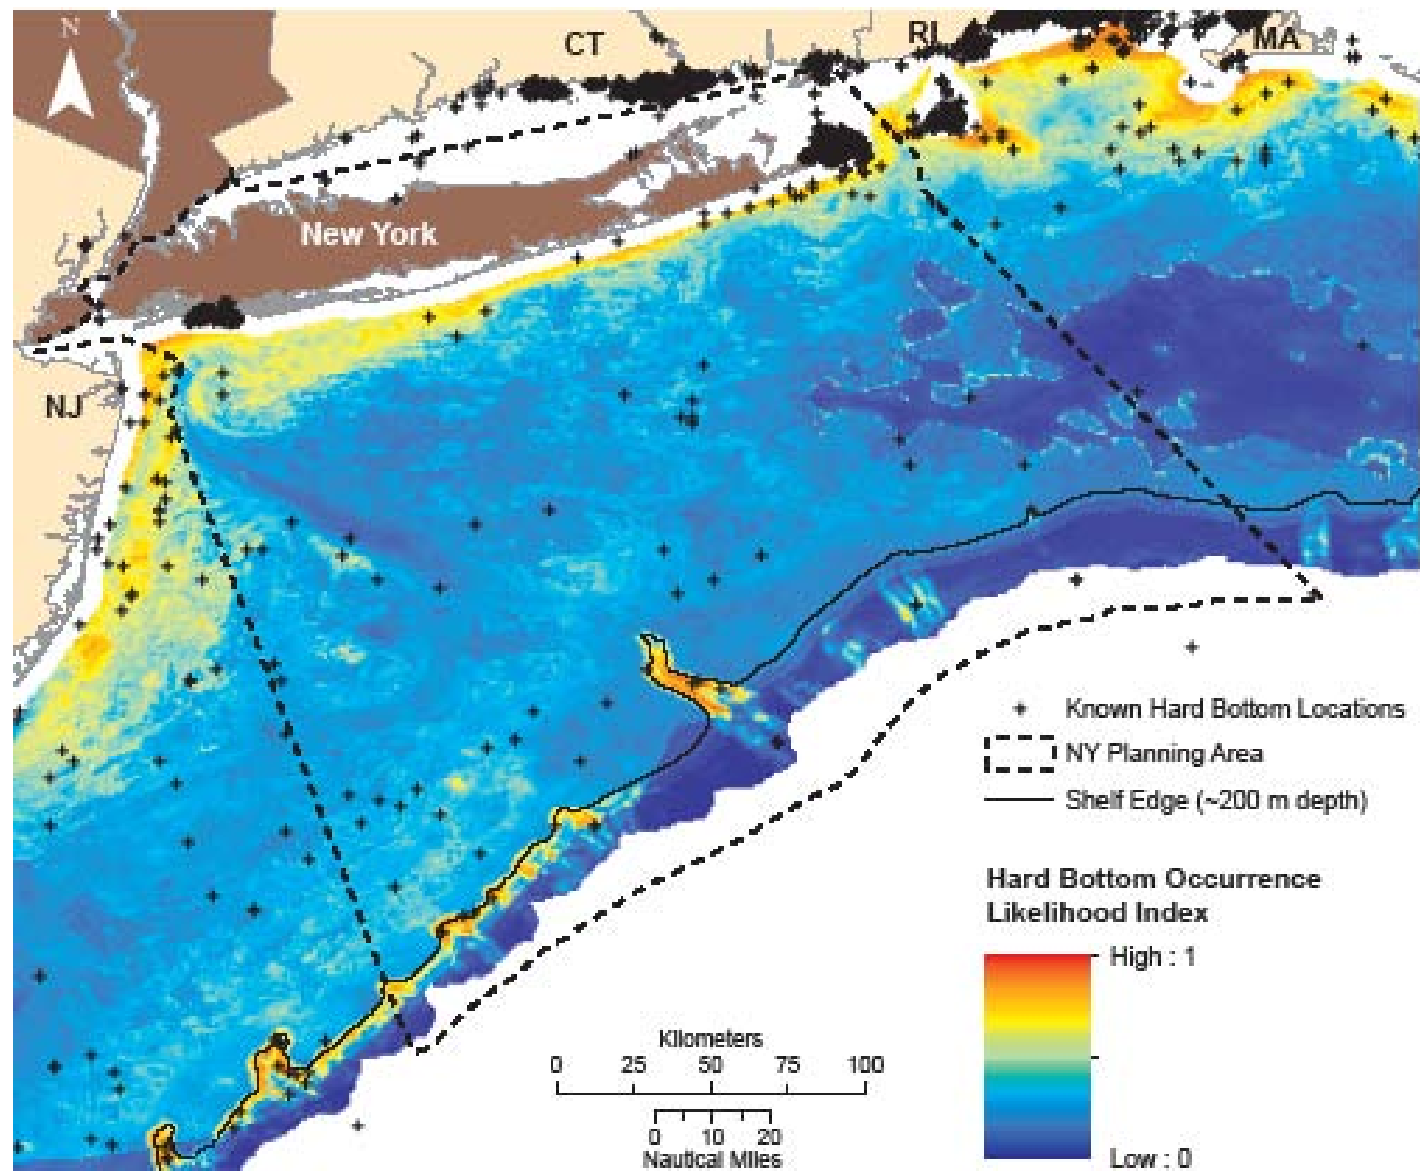 N
CT
RI
MA
New York
NJ
Known Hard Bottom Locations
NY Planning Area
Shelf Edge (~200 m depth)
Hard Bottom Occurrence
Likelihood Index
High : 1
Low : 0
Kilometers
0 25 50 75 100
0 10 20
Nautical Miles